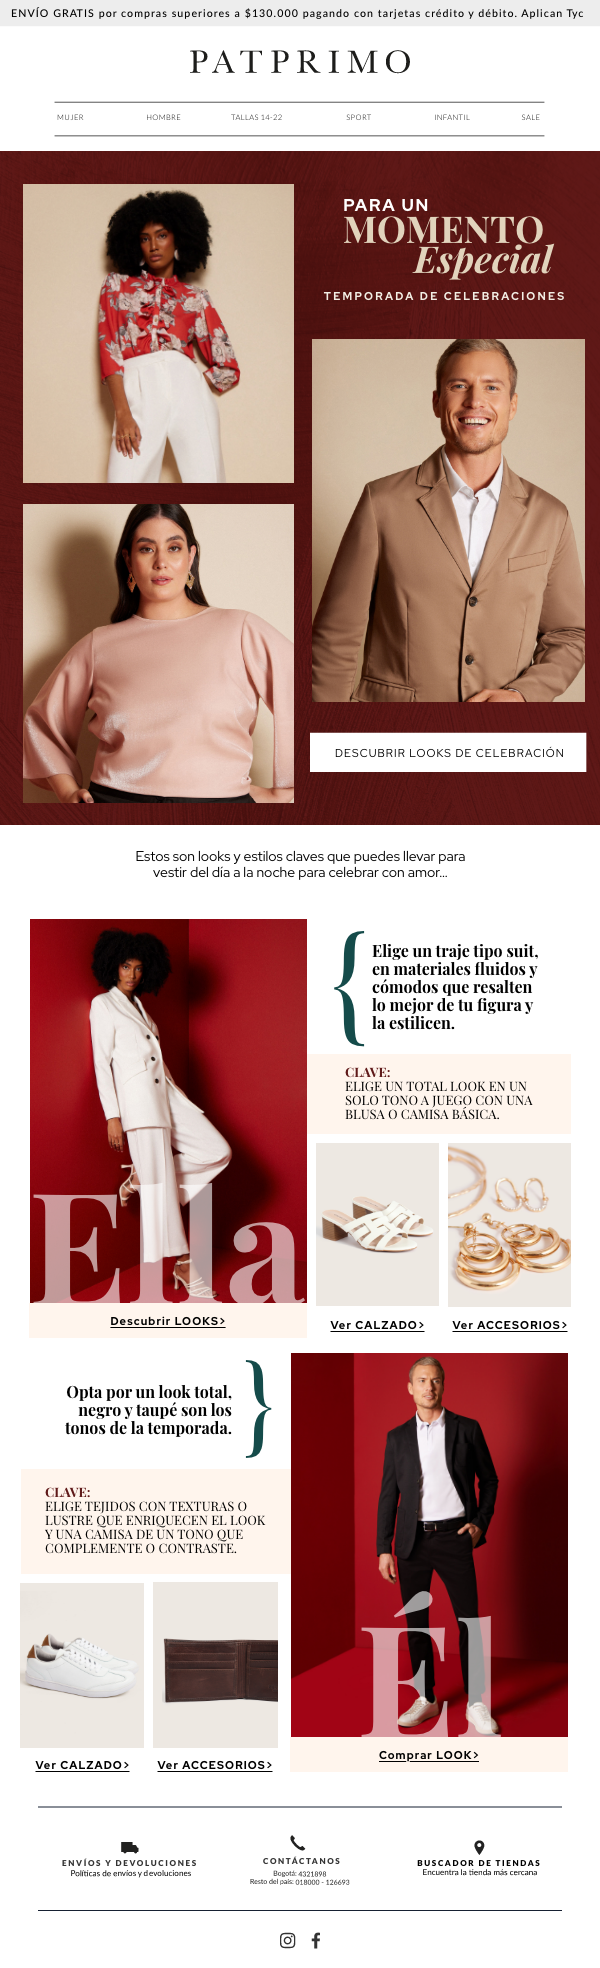 ENVÍO GRATIS por compras superiores a $130.000 pagando con tarjetas crédito y débito. Aplican Tyc
PATPRIMO
MUJER HOMBRE TALLAS 14-22 SPORT INFANTIL SALE
PARA UN
MOMENTO
Especial
TEMPORADA DE CELEBRACIONES
DESCUBRIR LOOKS DE CELEBRACIÓN
Estos son looks y estilos claves que puedes llevar para
vestir del día a la noche para celebrar con amor...
Elige un traje tipo suit,
en materiales fluidos y
cómodos que resalten
lo mejor de tu figura y
la estilicen.
CLAVE:
ELIGE UN TOTAL LOOK EN UN
SOLO TONO A JUEGO CON UNA
BLUSA O CAMISA BÁSICA.
Ella
Descubrir LOOKS>
Ver CALZADO>
Ver ACCESORIOS>
Opta por un look total,
negro y taupé son los
tonos de la temporada.
CLAVE:
ELIGE TEJIDOS CON TEXTURAS O
LUSTRE QUE ENRIQUECEN EL LOOK
Y UNA CAMISA DE UN TONO QUE
COMPLEMENTE O CONTRASTE.
Él
Ver CALZADO>
Ver ACCESORIOS>
Comprar LOOK>
ENVÍOS Y DEVOLUCIONES
Políticas de envíos y devoluciones
CONTÁCTANOS
Bogotá: 4321898
Resto del país: 018000 - 126693
BUSCADOR DE TIENDAS
Encuentra la tienda más cercana